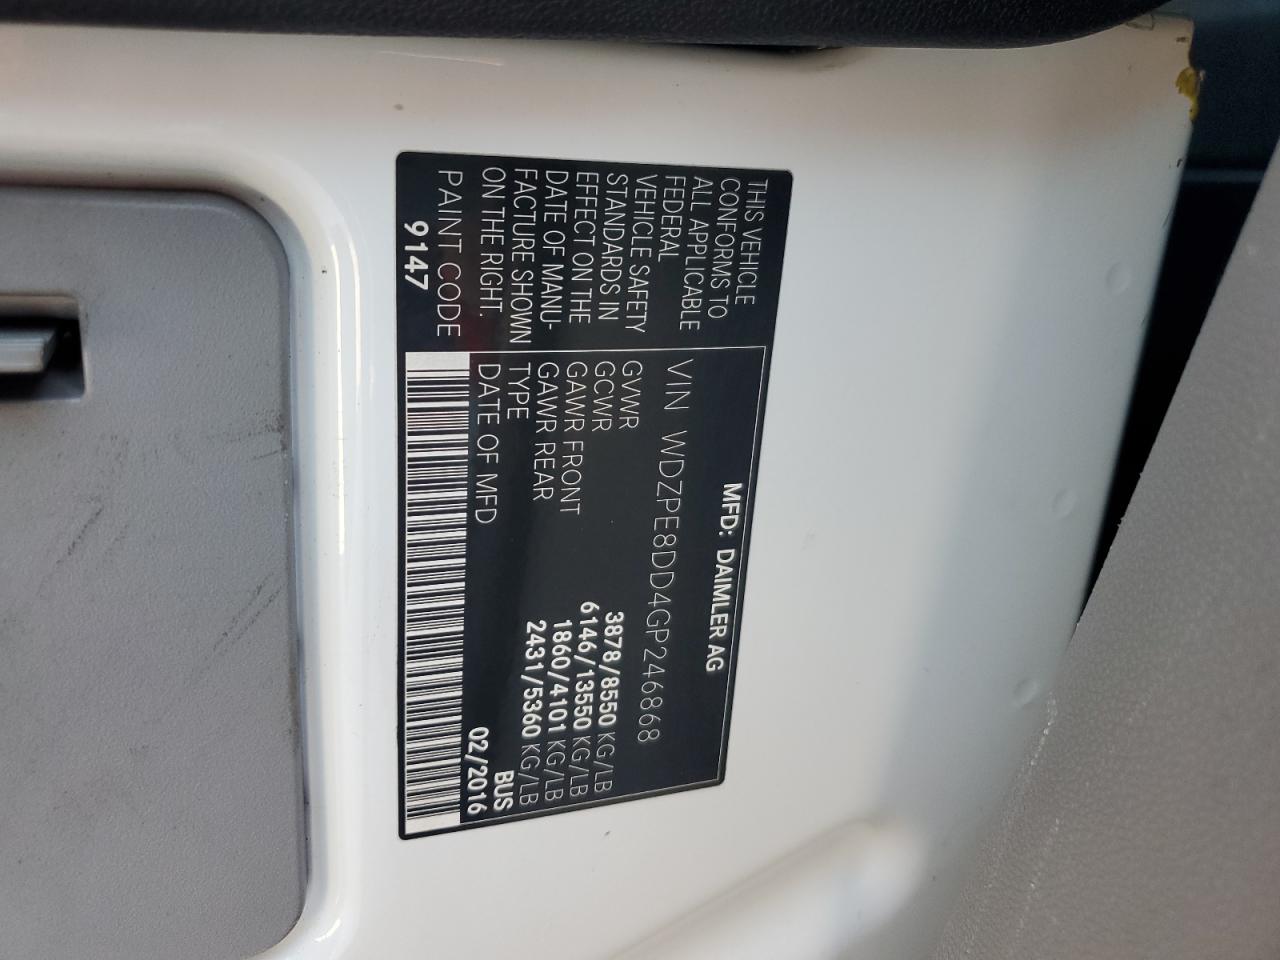 MFD: DAIMLER AG
THIS VEHICLE
CONFORMS TO
ALL APPLICABLE
FEDERAL
VEHICLE SAFETY
STANDARDS IN
EFFECT ON THE
DATE OF MANU-
FACTURE SHOWN
ON THE RIGHT.
PAINT CODE
9147
VIN WDZPE8DD4GP246868
GVWR 3878/8550 KG/LB
GCWR 6146/13550 KG/LB
GAWR FRONT 1860/4101 KG/LB
GAWR REAR 2431/5360 KG/LB
TYPE BUS
DATE OF MFD 02/2016